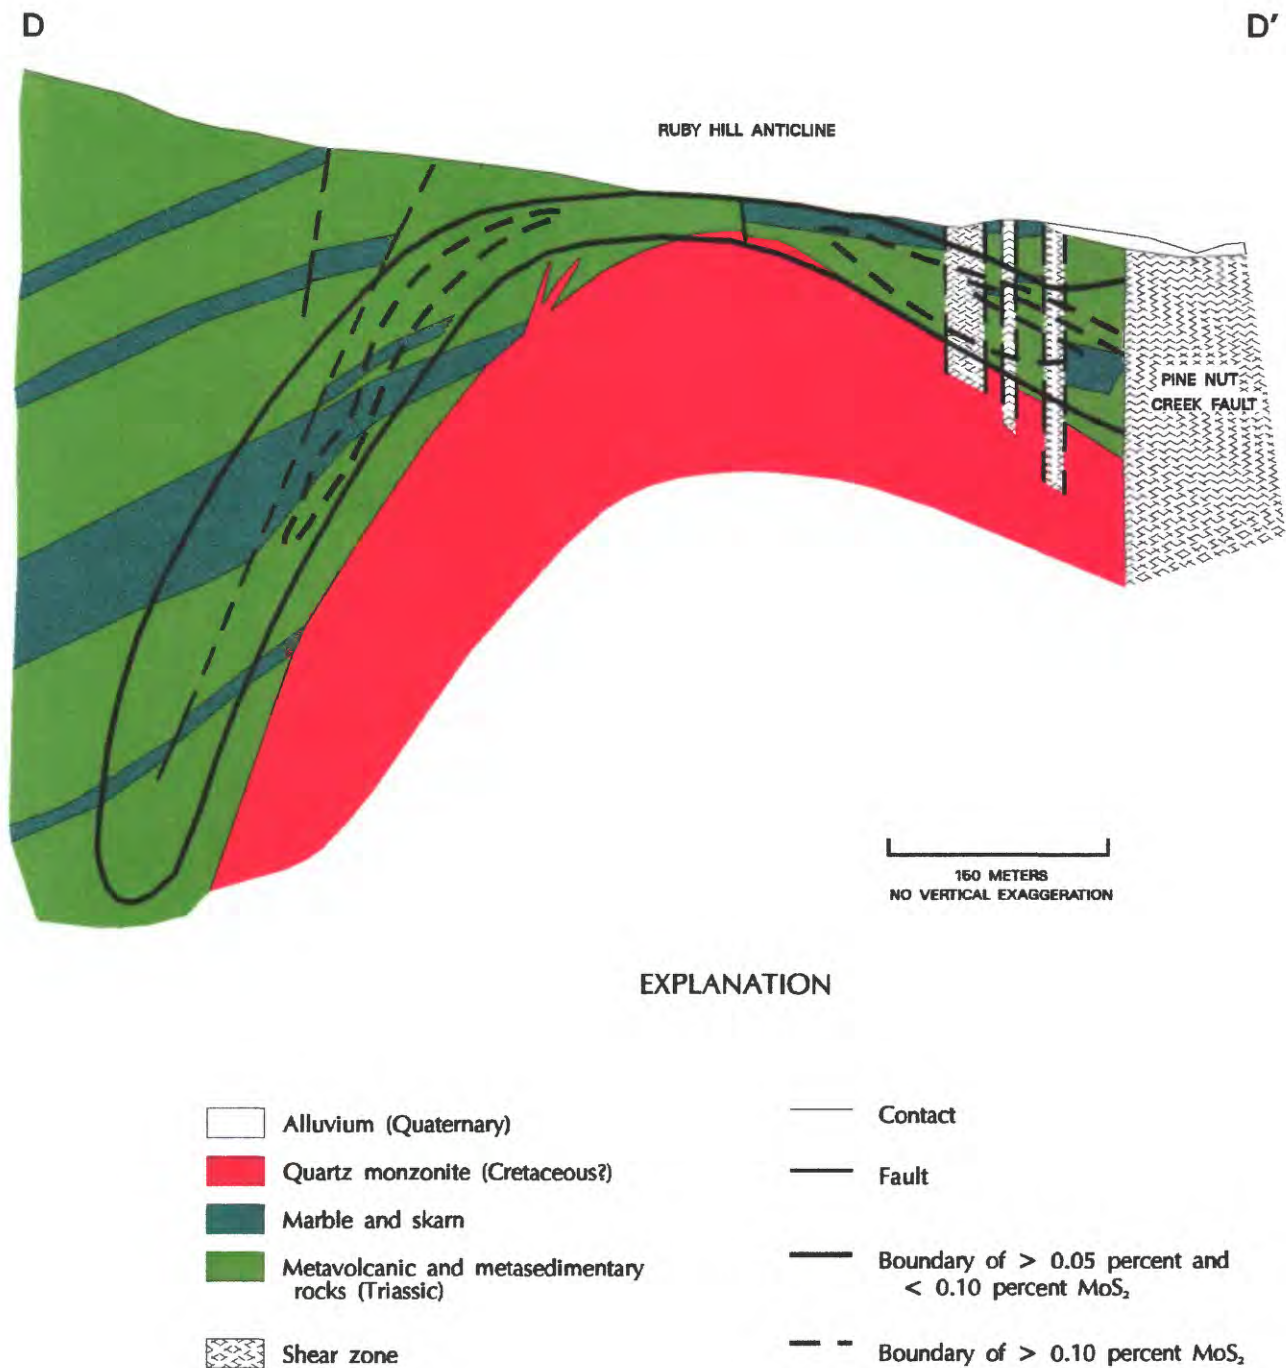 D
D'
RUBY HILL ANTICLINE
PINE NUT
CREEK FAULT
150 METERS
NO VERTICAL EXAGGERATION
EXPLANATION
Alluvium (Quaternary)
Quartz monzonite (Cretaceous?)
Marble and skarn
Metavolcanic and metasedimentary
rocks (Triassic)
Shear zone
Contact
Fault
Boundary of > 0.05 percent and
< 0.10 percent MoS₂
Boundary of > 0.10 percent MoS₂